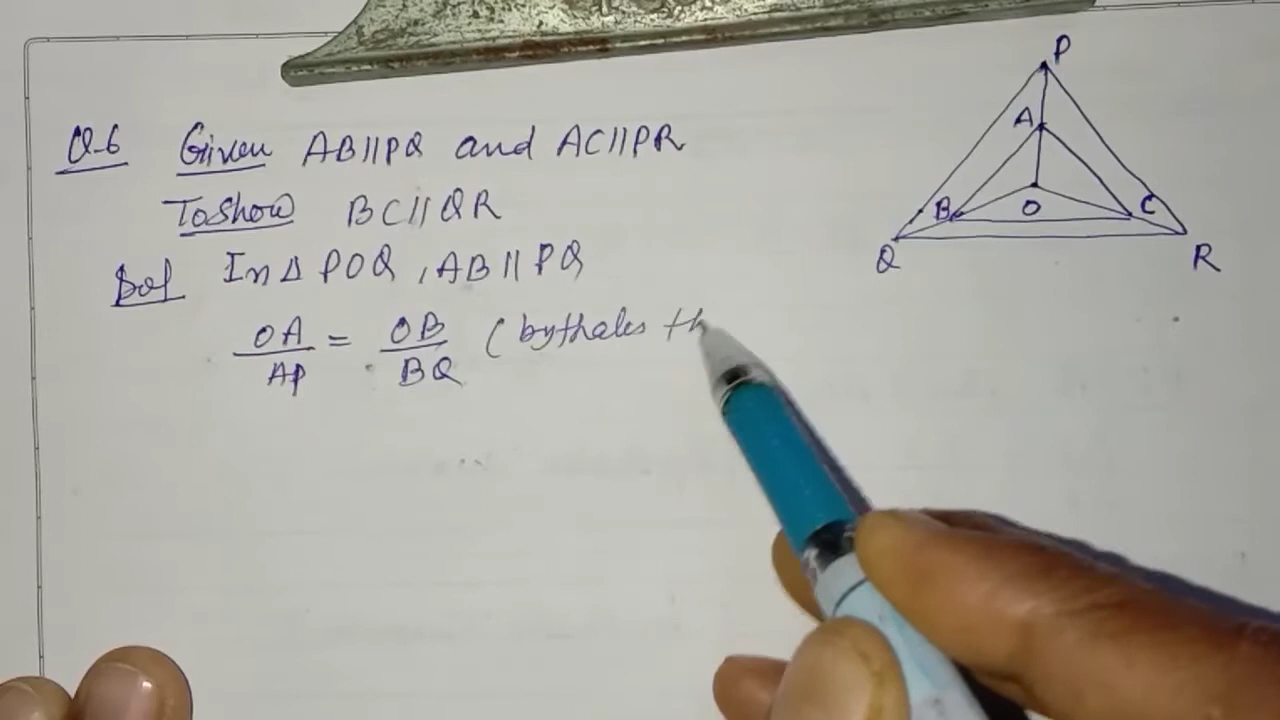 Q-6 Given AB||PQ and AC||PR
To show BC||QR
Sol In Δ POQ, AB||PQ
OA/AP = OB/BQ (by thales th
P
A
B O C
Q R